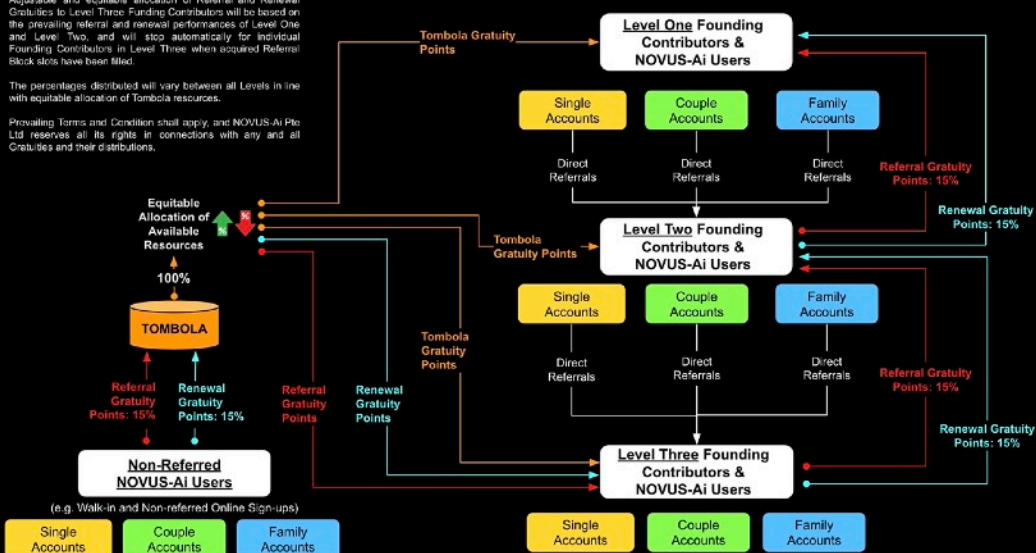 Adjustable and equitable allocation of Referral and Renewal
Gratuities to Level Three Funding Contributors will be based on
the prevailing referral and renewal performances of Level One
and Level Two, and will stop automatically for individual
Founding Contributors in Level Three when acquired Referral
Block slots have been filled.
The percentages distributed will vary between all Levels in line
with equitable allocation of Tombola resources.
Prevailing Terms and Condition shall apply, and NOVUS-Ai Pte
Ltd reserves all its rights in connections with any and all
Gratuities and their distributions.
Tombola Gratuity
Points
Level One Founding
Contributors &
NOVUS-Ai Users
Single
Accounts
Couple
Accounts
Family
Accounts
Direct
Referrals
Direct
Referrals
Direct
Referrals
Referral Gratuity
Points: 15%
Renewal Gratuity
Points: 15%
Equitable
Allocation of
Available
Resources
%
%
Tombola
Gratuity Points
Level Two Founding
Contributors &
NOVUS-Ai Users
100%
TOMBOLA
Single
Accounts
Couple
Accounts
Family
Accounts
Tombola
Gratuity
Points
Direct
Referrals
Direct
Referrals
Direct
Referrals
Referral
Gratuity
Points: 15%
Renewal
Gratuity
Points: 15%
Referral
Gratuity
Points
Renewal
Gratuity
Points
Referral Gratuity
Points: 15%
Renewal Gratuity
Points: 15%
Non-Referred
NOVUS-Ai Users
Level Three Founding
Contributors &
NOVUS-Ai Users
(e.g. Walk-in and Non-referred Online Sign-ups)
Single
Accounts
Couple
Accounts
Family
Accounts
Single
Accounts
Couple
Accounts
Family
Accounts